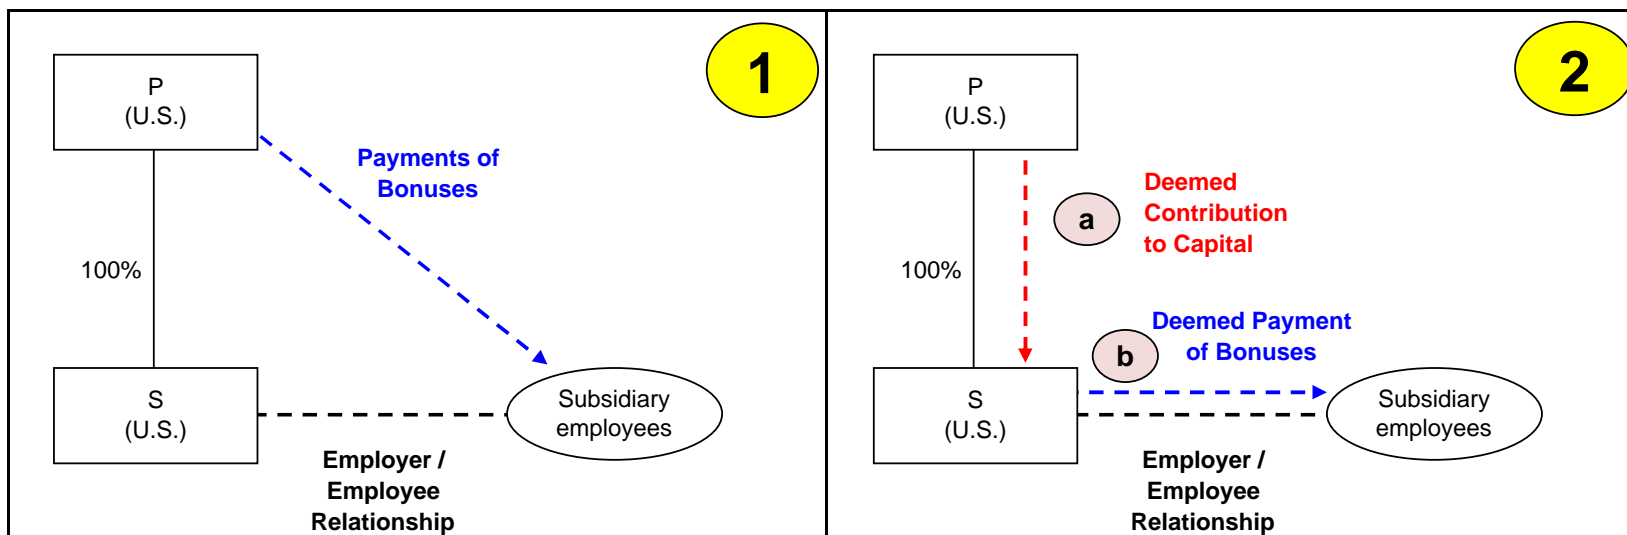 1
P
(U.S.)
Payments of
Bonuses
100%
S
(U.S.)
Subsidiary
employees
Employer /
Employee
Relationship
2
P
(U.S.)
a
Deemed
Contribution
to Capital
100%
b
Deemed Payment
of Bonuses
S
(U.S.)
Subsidiary
employees
Employer /
Employee
Relationship